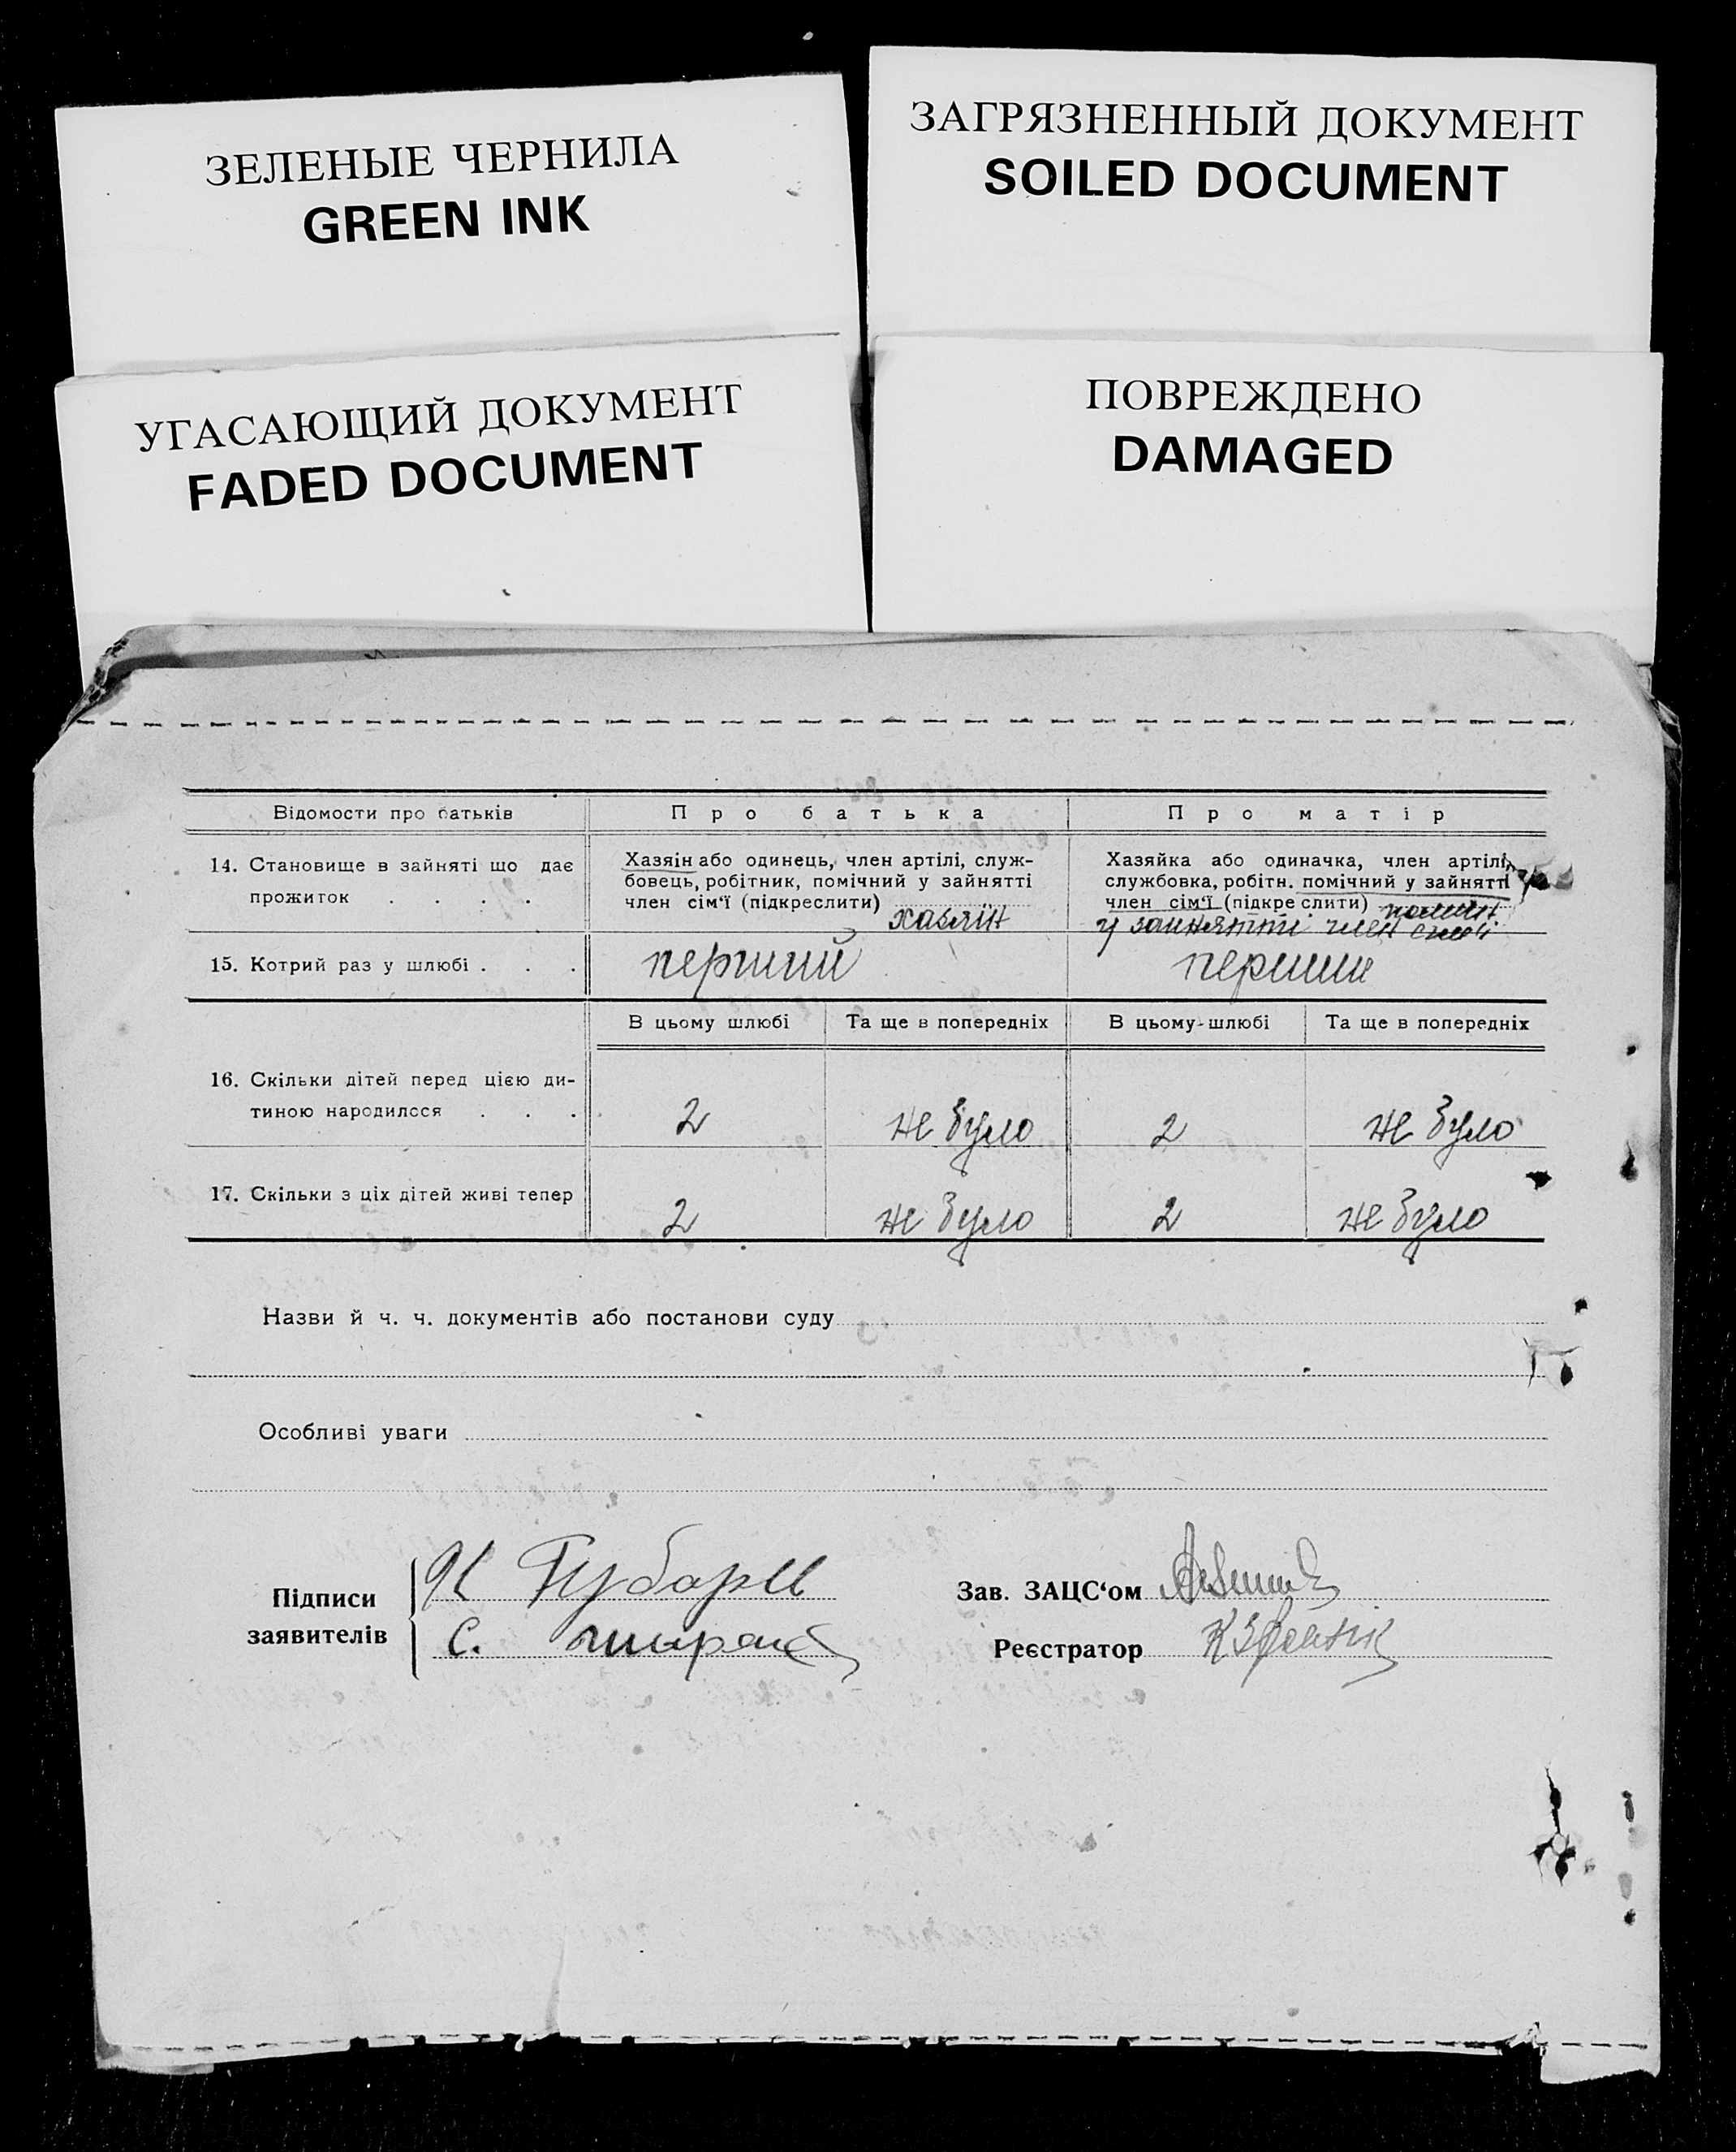 ЗЕЛЕНЫЕ ЧЕРНИЛА
GREEN INK
ЗАГРЯЗНЕННЫЙ ДОКУМЕНТ
SOILED DOCUMENT
УГАСАЮЩИЙ ДОКУМЕНТ
FADED DOCUMENT
ПОВРЕЖДЕНО
DAMAGED
Відомости про батьків
Про батька
Про матір
14. Становище в зайняті що дає
прожиток . . . .
Хазяїн або одинець, член артілі, служ-
бовець, робітник, помічний у зайнятті
член сім'ї (підкреслити)
хазяїн
Хазяйка або одиначка, член артілі,
службовка, робітн. помічний у зайнятті
член сім'ї (підкреслити)
у зайнятті член
15. Котрий раз у шлюбі . . .
перший
перший
В цьому шлюбі
Та ще в попередніх
В цьому шлюбі
Та ще в попередніх
16. Скільки дітей перед цією ди-
тиною народилося . . .
2
не було
2
не було
17. Скільки з ціх дітей живі тепер
2
не було
2
не було
Назви й ч. ч. документів або постанови суду
Особливі уваги
Підписи
заявителів
С.
Зав. ЗАЦС'ом
Реєстратор